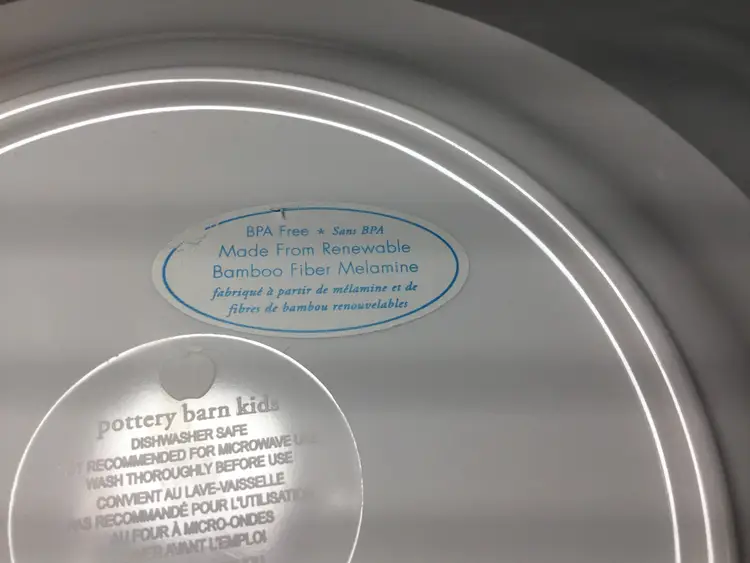 BPA Free ★ Sans BPA
Made From Renewable
Bamboo Fiber Melamine
fabriqué à partir de mélamine et de
fibres de bambou renouvelables
pottery barn kids
DISHWASHER SAFE
RECOMMENDED FOR MICROWAVE
WASH THOROUGHLY BEFORE USE
CONVIENT AU LAVE-VAISSELLE
RECOMMANDÉ POUR L'UTILISATION
AU FOUR À MICRO-ONDES
AVANT L'EMPLOI